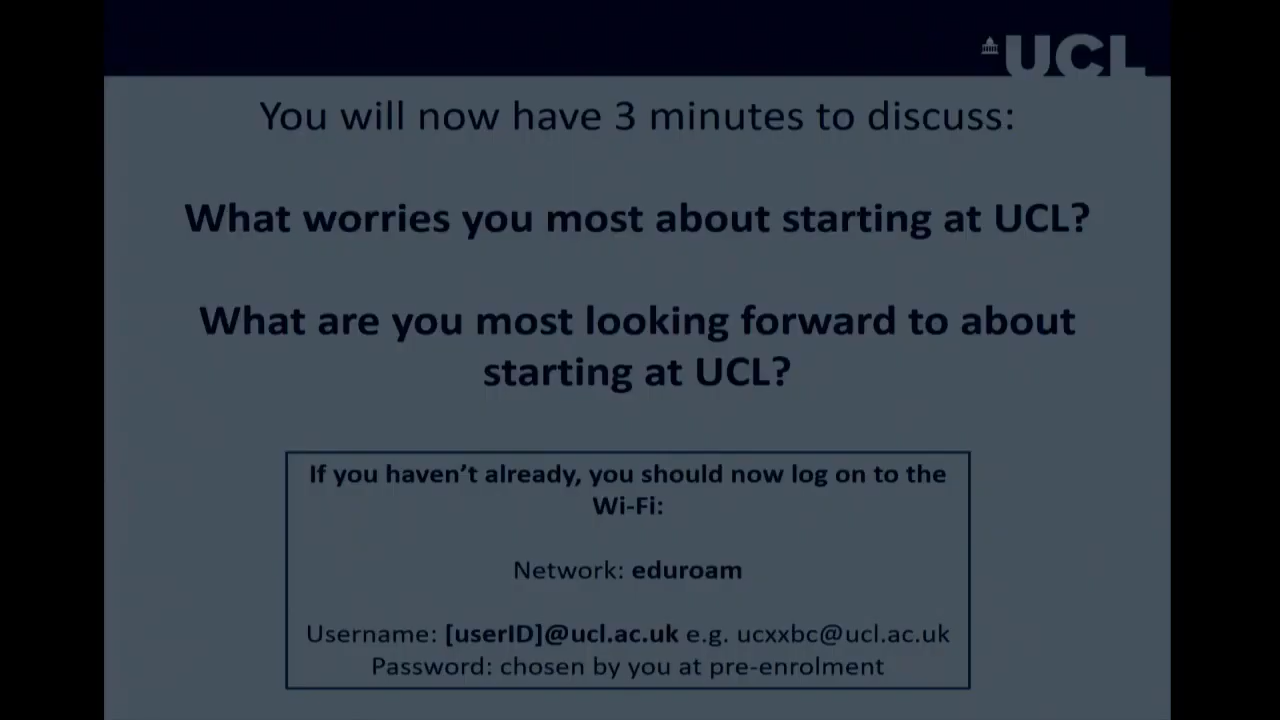 UCL
You will now have 3 minutes to discuss:
What worries you most about starting at UCL?
What are you most looking forward to about
starting at UCL?
If you haven't already, you should now log on to the
Wi-Fi:
Network: eduroam
Username: [userID]@ucl.ac.uk e.g. ucxxbc@ucl.ac.uk
Password: chosen by you at pre-enrolment